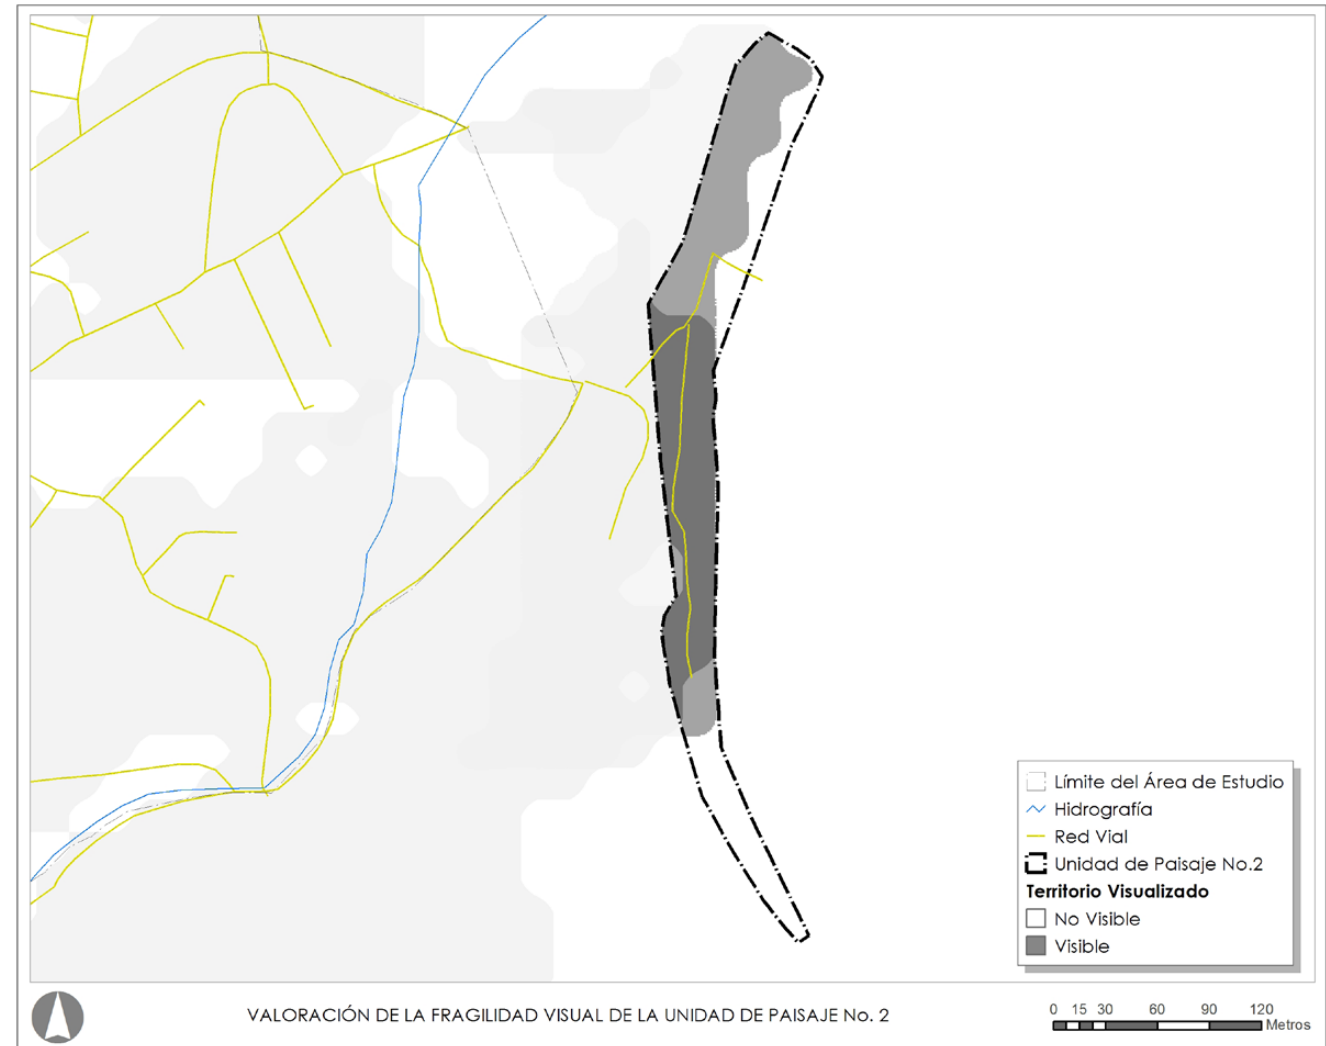 Límite del Área de Estudio
Hidrografía
Red Vial
Unidad de Paisaje No.2
Territorio Visualizado
No Visible
Visible
VALORACIÓN DE LA FRAGILIDAD VISUAL DE LA UNIDAD DE PAISAJE No. 2
0 15 30 60 90 120
Metros